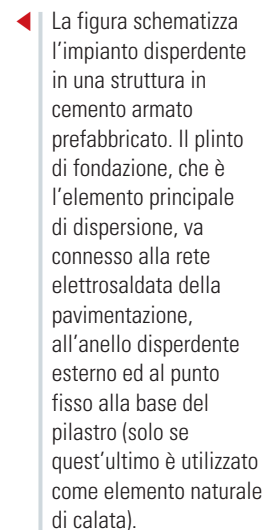 La figura schematizza
l’impianto disperdente
in una struttura in
cemento armato
prefabbricato. Il plinto
di fondazione, che è
l’elemento principale
di dispersione, va
connesso alla rete
elettrosaldata della
pavimentazione,
all’anello disperdente
esterno ed al punto
fisso alla base del
pilastro (solo se
quest’ultimo è utilizzato
come elemento naturale
di calata).